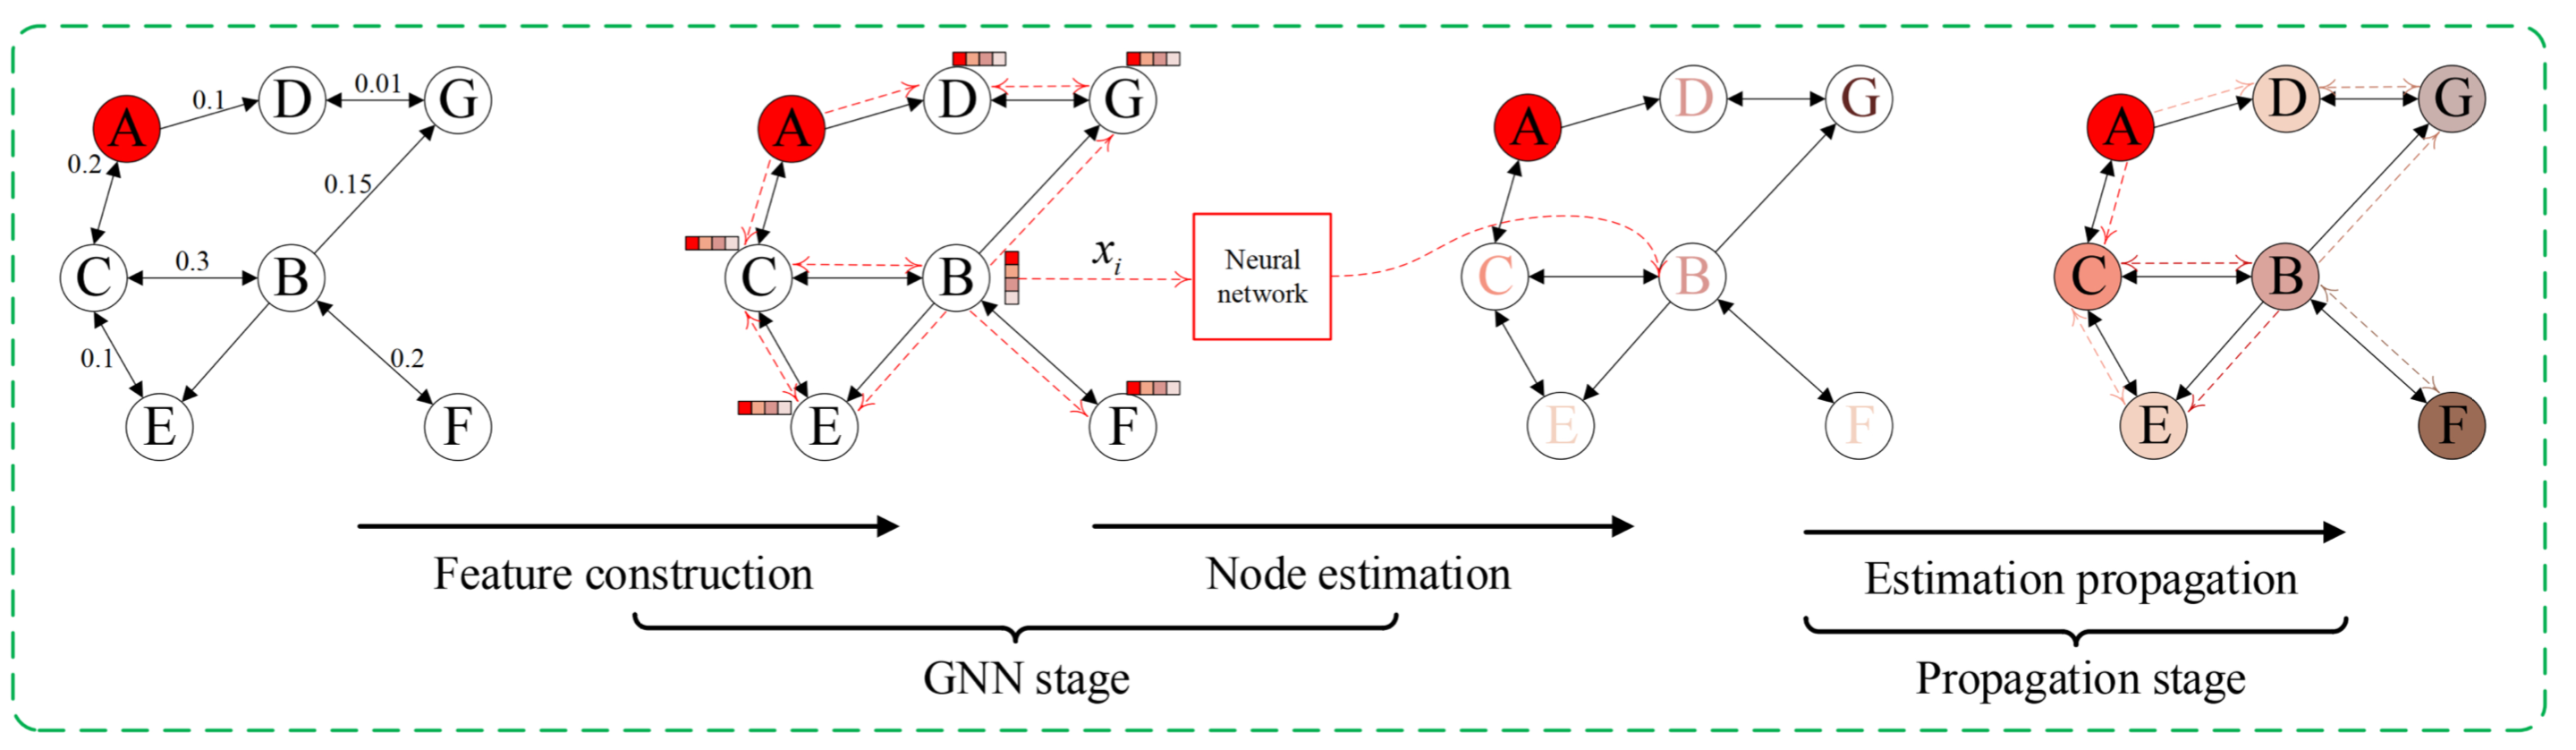 A
D
G
0.1
0.01
0.2
0.15
C
B
0.3
0.1
0.2
E
F
A
D
G
C
B
E
F
x_i
Neural
network
A
D
G
C
B
E
F
A
D
G
C
B
E
F
Feature construction
Node estimation
Estimation propagation
GNN stage
Propagation stage